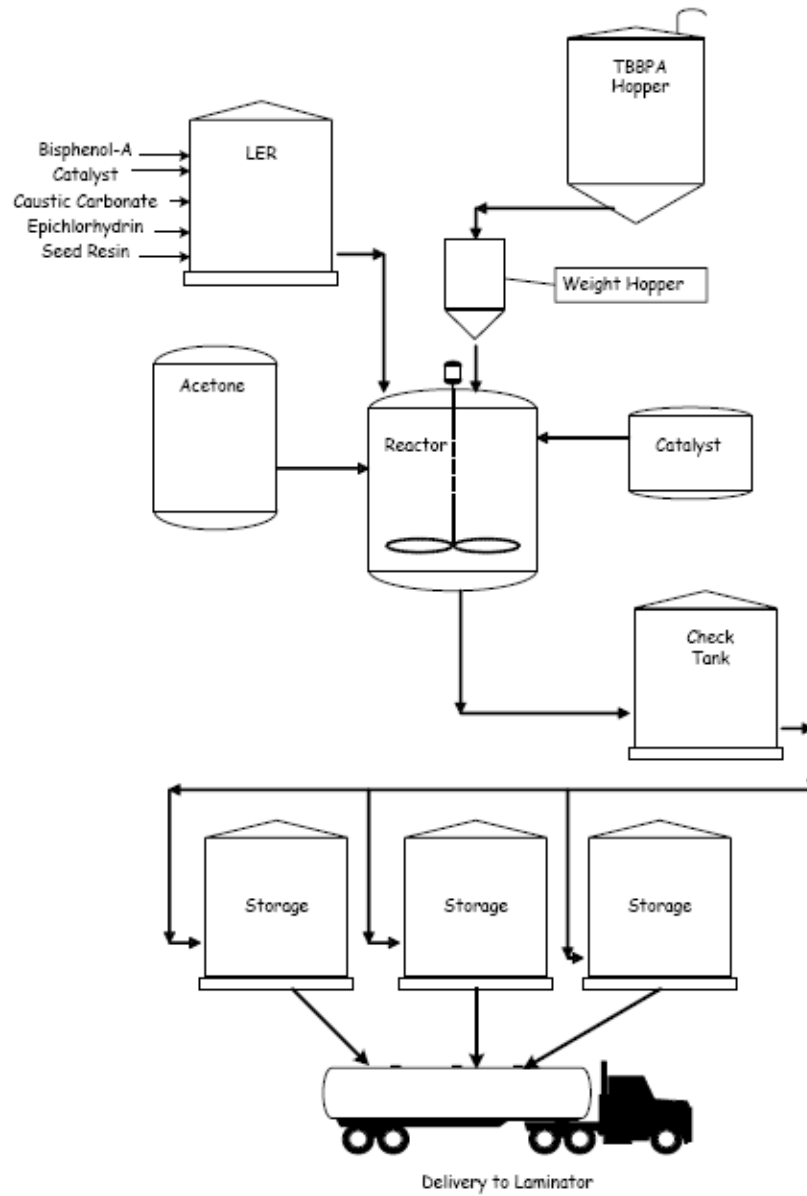 TBBPA
Hopper
LER
Bisphenol-A
Catalyst
Caustic Carbonate
Epichlorhydrin
Seed Resin
Weight Hopper
Acetone
Reactor
Catalyst
Check
Tank
Storage
Storage
Storage
Delivery to Laminator